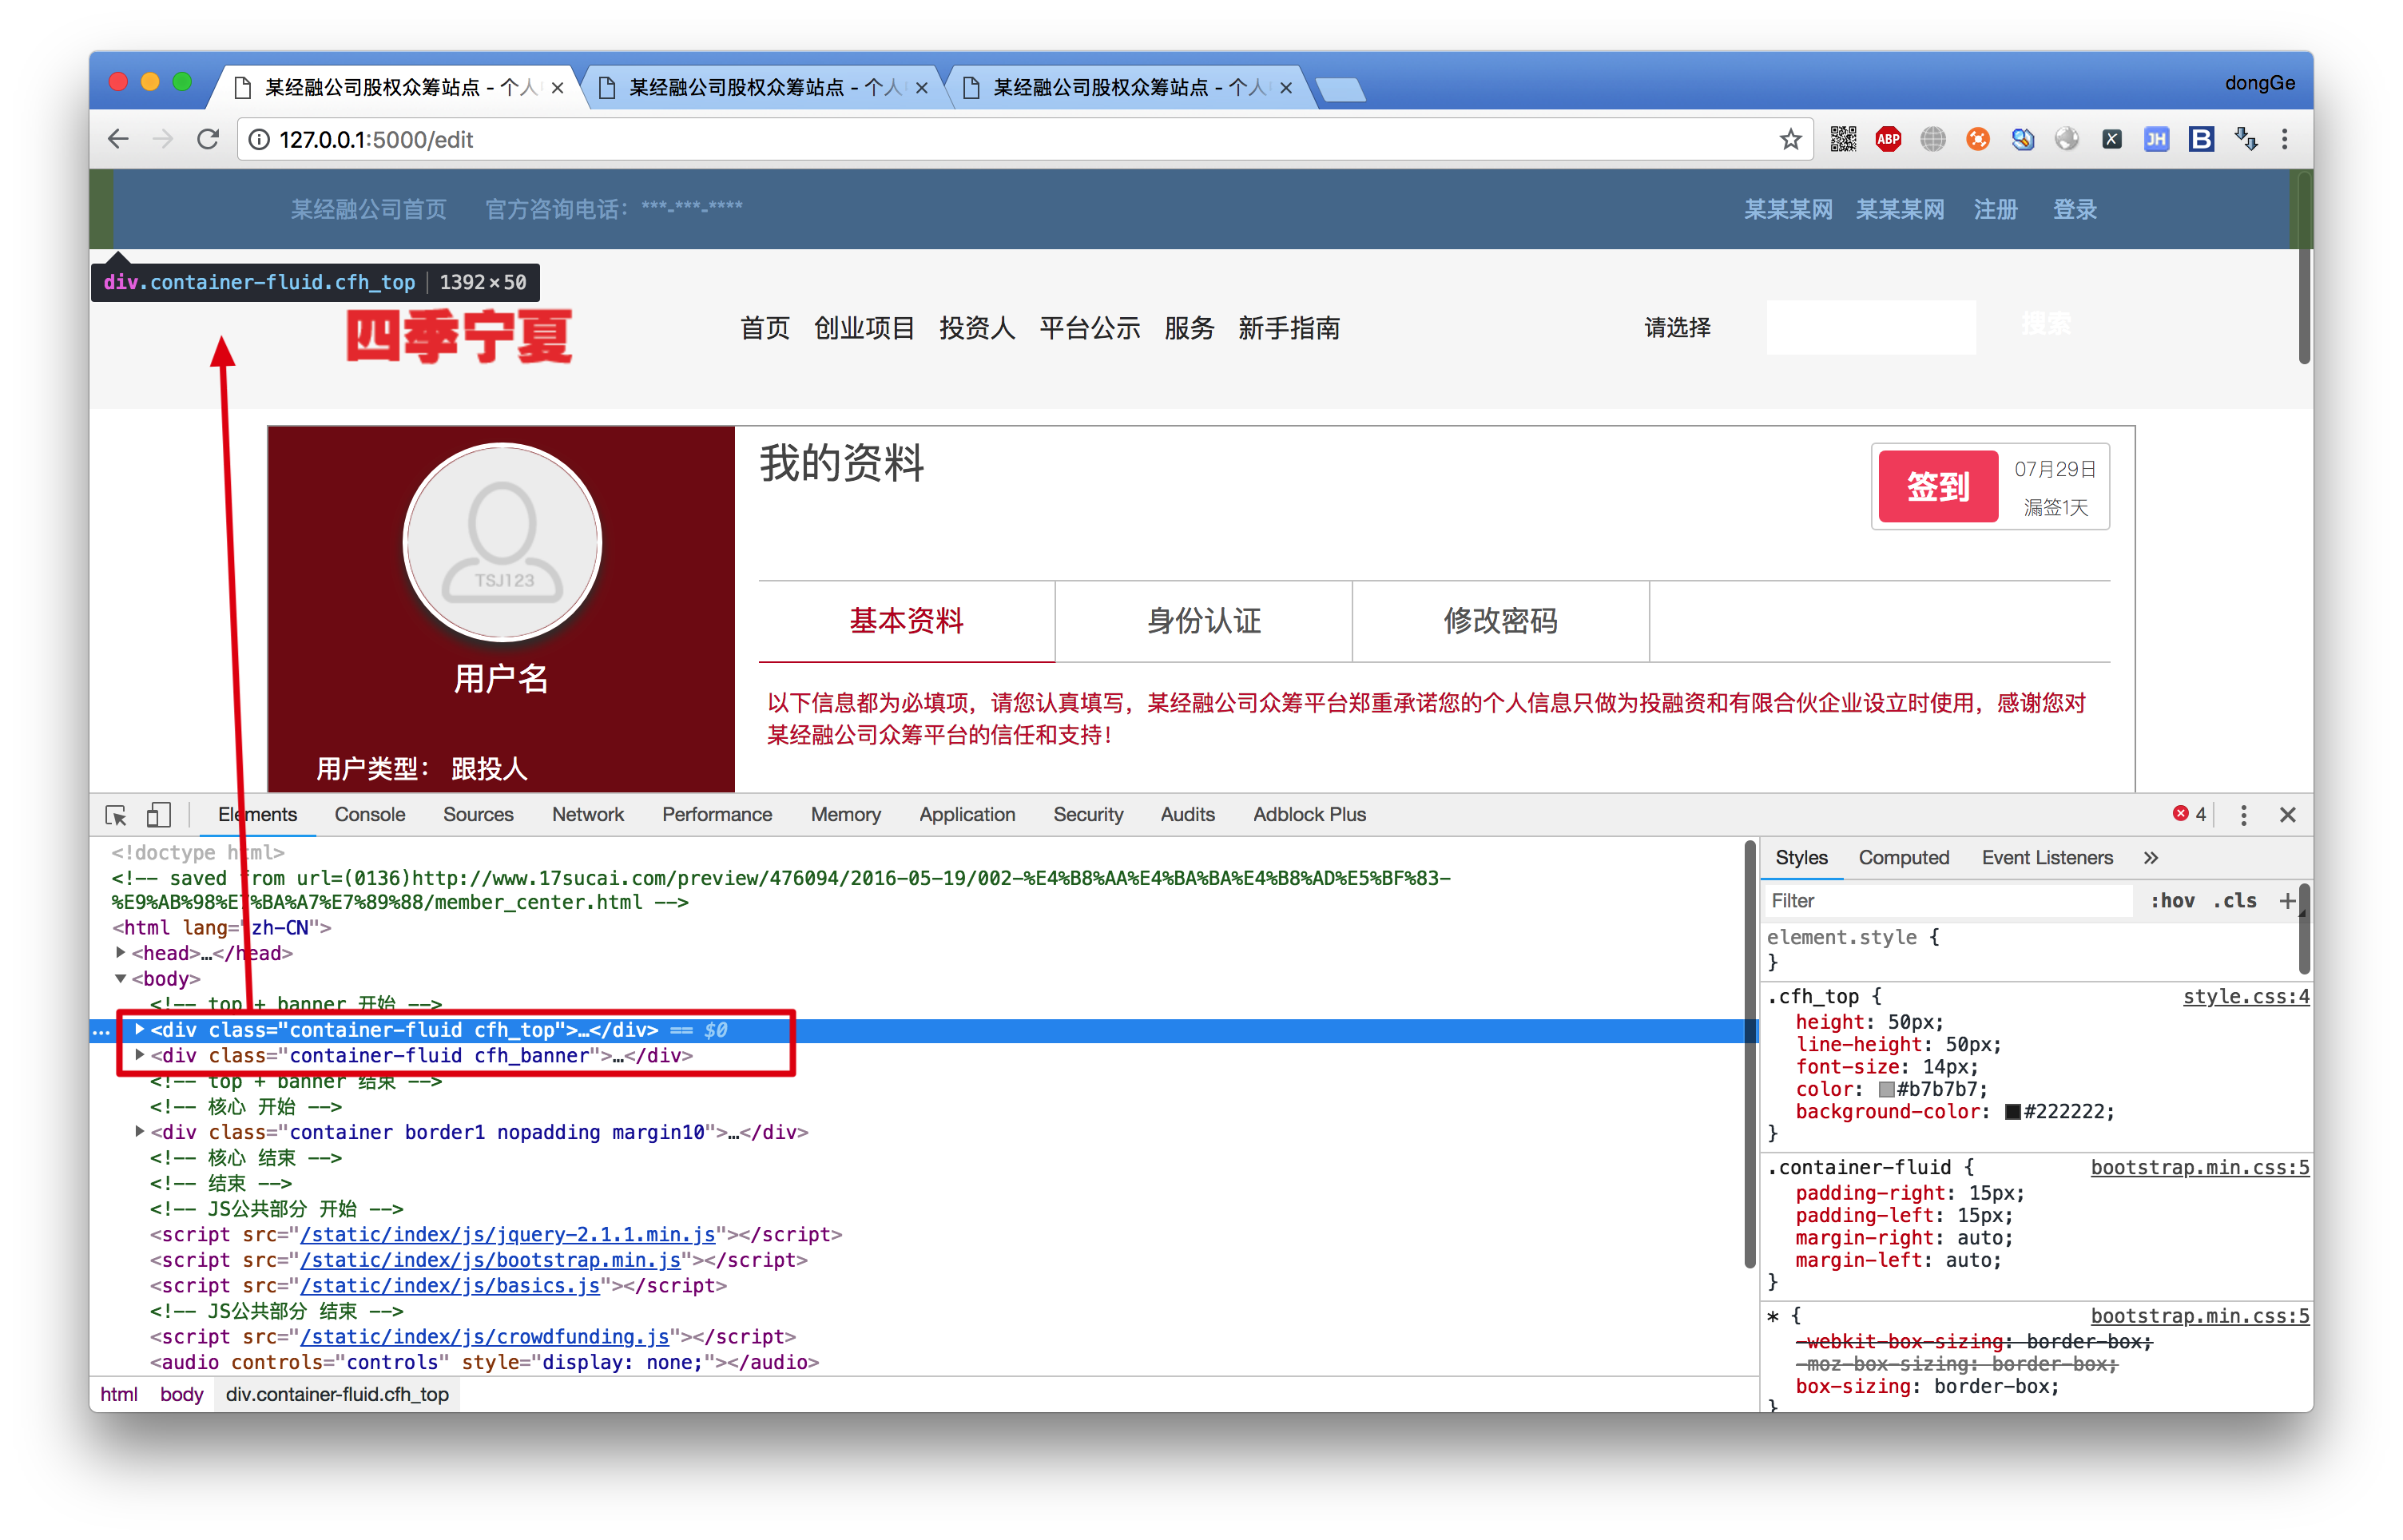 某经融公司股权众筹站点 - 个人
某经融公司股权众筹站点 - 个人
某经融公司股权众筹站点 - 个人
dongGe
127.0.0.1:5000/edit
ABP
X
JH
B
某经融公司首页 官方咨询电话：***-***-****
某某某网 某某某网 注册 登录
div.container-fluid.cfh_top | 1392×50
四季宁夏
首页 创业项目 投资人 平台公示 服务 新手指南
请选择
搜索
TSJ123
用户名
用户类型： 跟投人
我的资料
签到
07月29日
漏签1天
基本资料 身份认证 修改密码
以下信息都为必填项，请您认真填写，某经融公司众筹平台郑重承诺您的个人信息只做为投融资和有限合伙企业设立时使用，感谢您对
某经融公司众筹平台的信任和支持！
Elements Console Sources Network Performance Memory Application Security Audits Adblock Plus
4
<!doctype html>
<!-- saved from url=(0136)http://www.17sucai.com/preview/476094/2016-05-19/002-%E4%B8%AA%E4%BA%BA%E4%B8%AD%E5%BF%83-
%E9%AB%98%E7%BA%A7%E7%89%88/member_center.html -->
<html lang="zh-CN">
<head>…</head>
<body>
<!-- top + banner 开始 -->
… <div class="container-fluid cfh_top">…</div> == $0
<div class="container-fluid cfh_banner">…</div>
<!-- top + banner 结束 -->
<!-- 核心 开始 -->
<div class="container border1 nopadding margin10">…</div>
<!-- 核心 结束 -->
<!-- 结束 -->
<!-- JS公共部分 开始 -->
<script src="/static/index/js/jquery-2.1.1.min.js"></script>
<script src="/static/index/js/bootstrap.min.js"></script>
<script src="/static/index/js/basics.js"></script>
<!-- JS公共部分 结束 -->
<script src="/static/index/js/crowdfunding.js"></script>
<audio controls="controls" style="display: none;"></audio>
html body div.container-fluid.cfh_top
Styles Computed Event Listeners »
Filter :hov .cls +
element.style {
}
.cfh_top { style.css:4
height: 50px;
line-height: 50px;
font-size: 14px;
color: #b7b7b7;
background-color: #222222;
}
.container-fluid { bootstrap.min.css:5
padding-right: 15px;
padding-left: 15px;
margin-right: auto;
margin-left: auto;
}
* { bootstrap.min.css:5
-webkit-box-sizing: border-box;
-moz-box-sizing: border-box;
box-sizing: border-box;
}